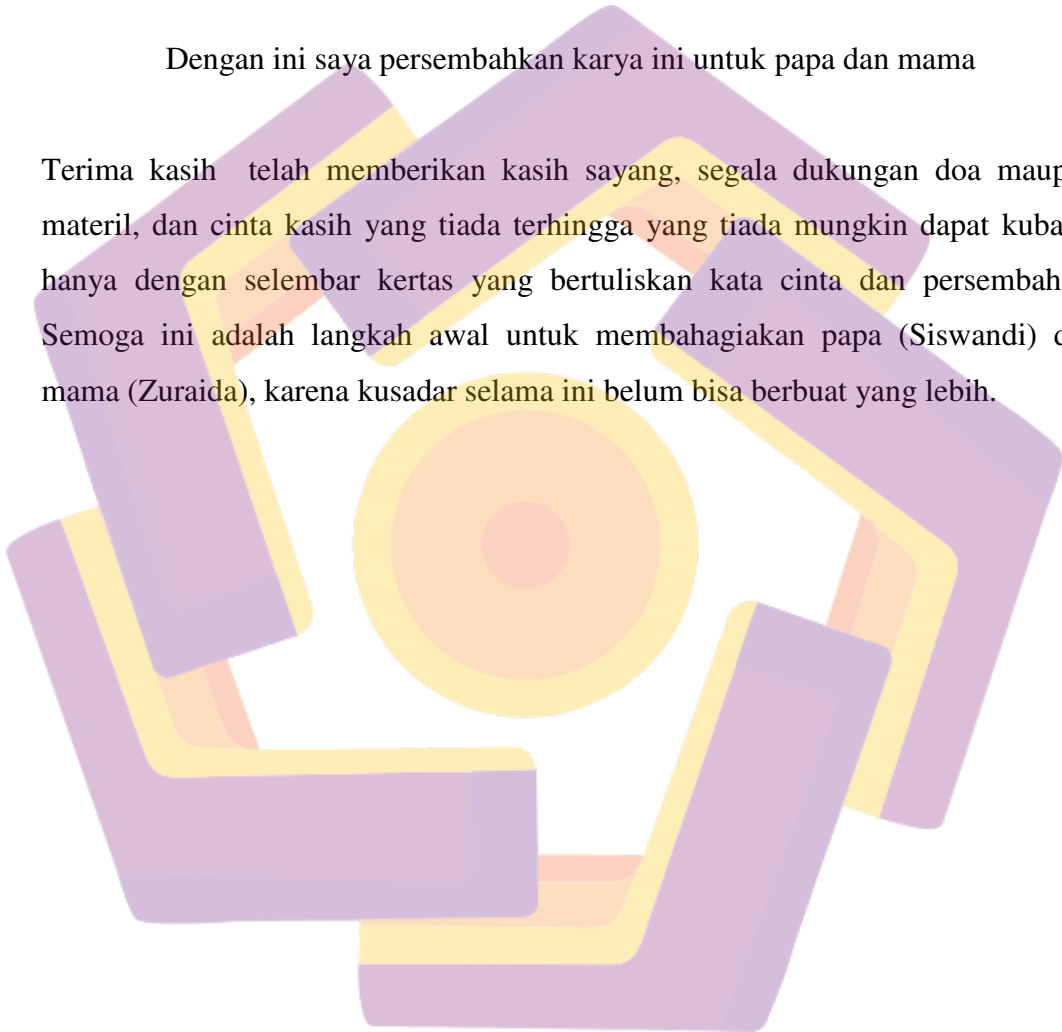 Dengan ini saya persembahkan karya ini untuk papa dan mama
Terima kasih telah memberikan kasih sayang, segala dukungan doa maup
materil, dan cinta kasih yang tiada terhingga yang tiada mungkin dapat kuba
hanya dengan selembar kertas yang bertuliskan kata cinta dan persembah
Semoga ini adalah langkah awal untuk membahagiakan papa (Siswandi) d
mama (Zuraida), karena kusadar selama ini belum bisa berbuat yang lebih.